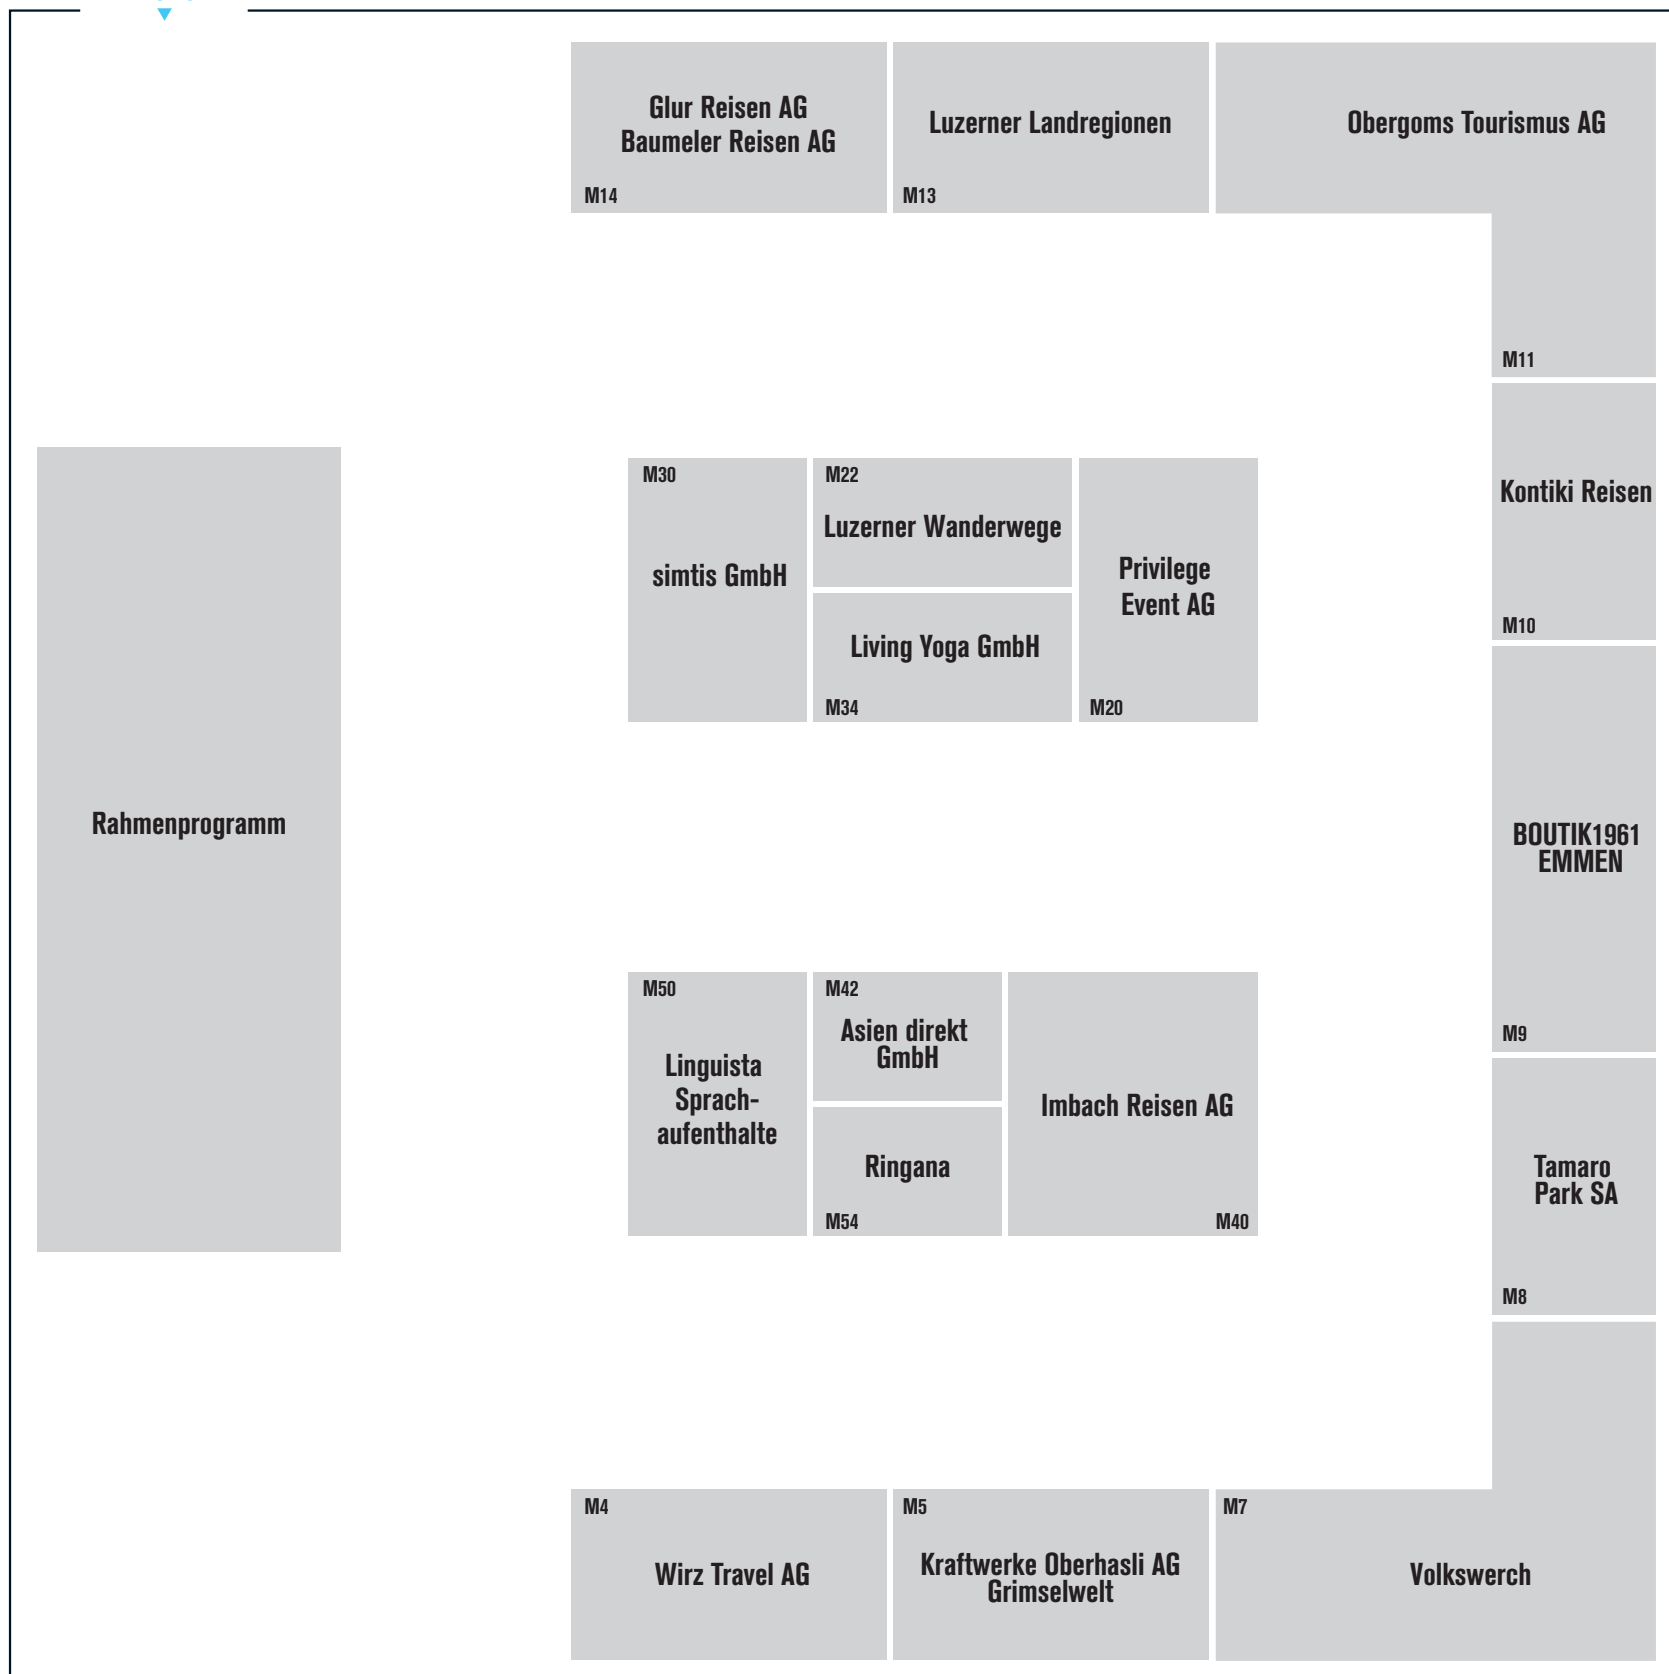 Glur Reisen AG
Baumeler Reisen AG
M14
Luzerner Landregionen
M13
Obergoms Tourismus AG
M11
Kontiki Reisen
M10
M30
simtis GmbH
M22
Luzerner Wanderwege
Living Yoga GmbH
M34
Privilege
Event AG
M20
Rahmenprogramm
BOUTIK1961
EMMEN
M9
M50
Linguista
Sprach-
aufenthalte
M42
Asien direkt
GmbH
Ringana
M54
Imbach Reisen AG
M40
Tamaro
Park SA
M8
M4
Wirz Travel AG
M5
Kraftwerke Oberhasli AG
Grimselwelt
M7
Volkswerch